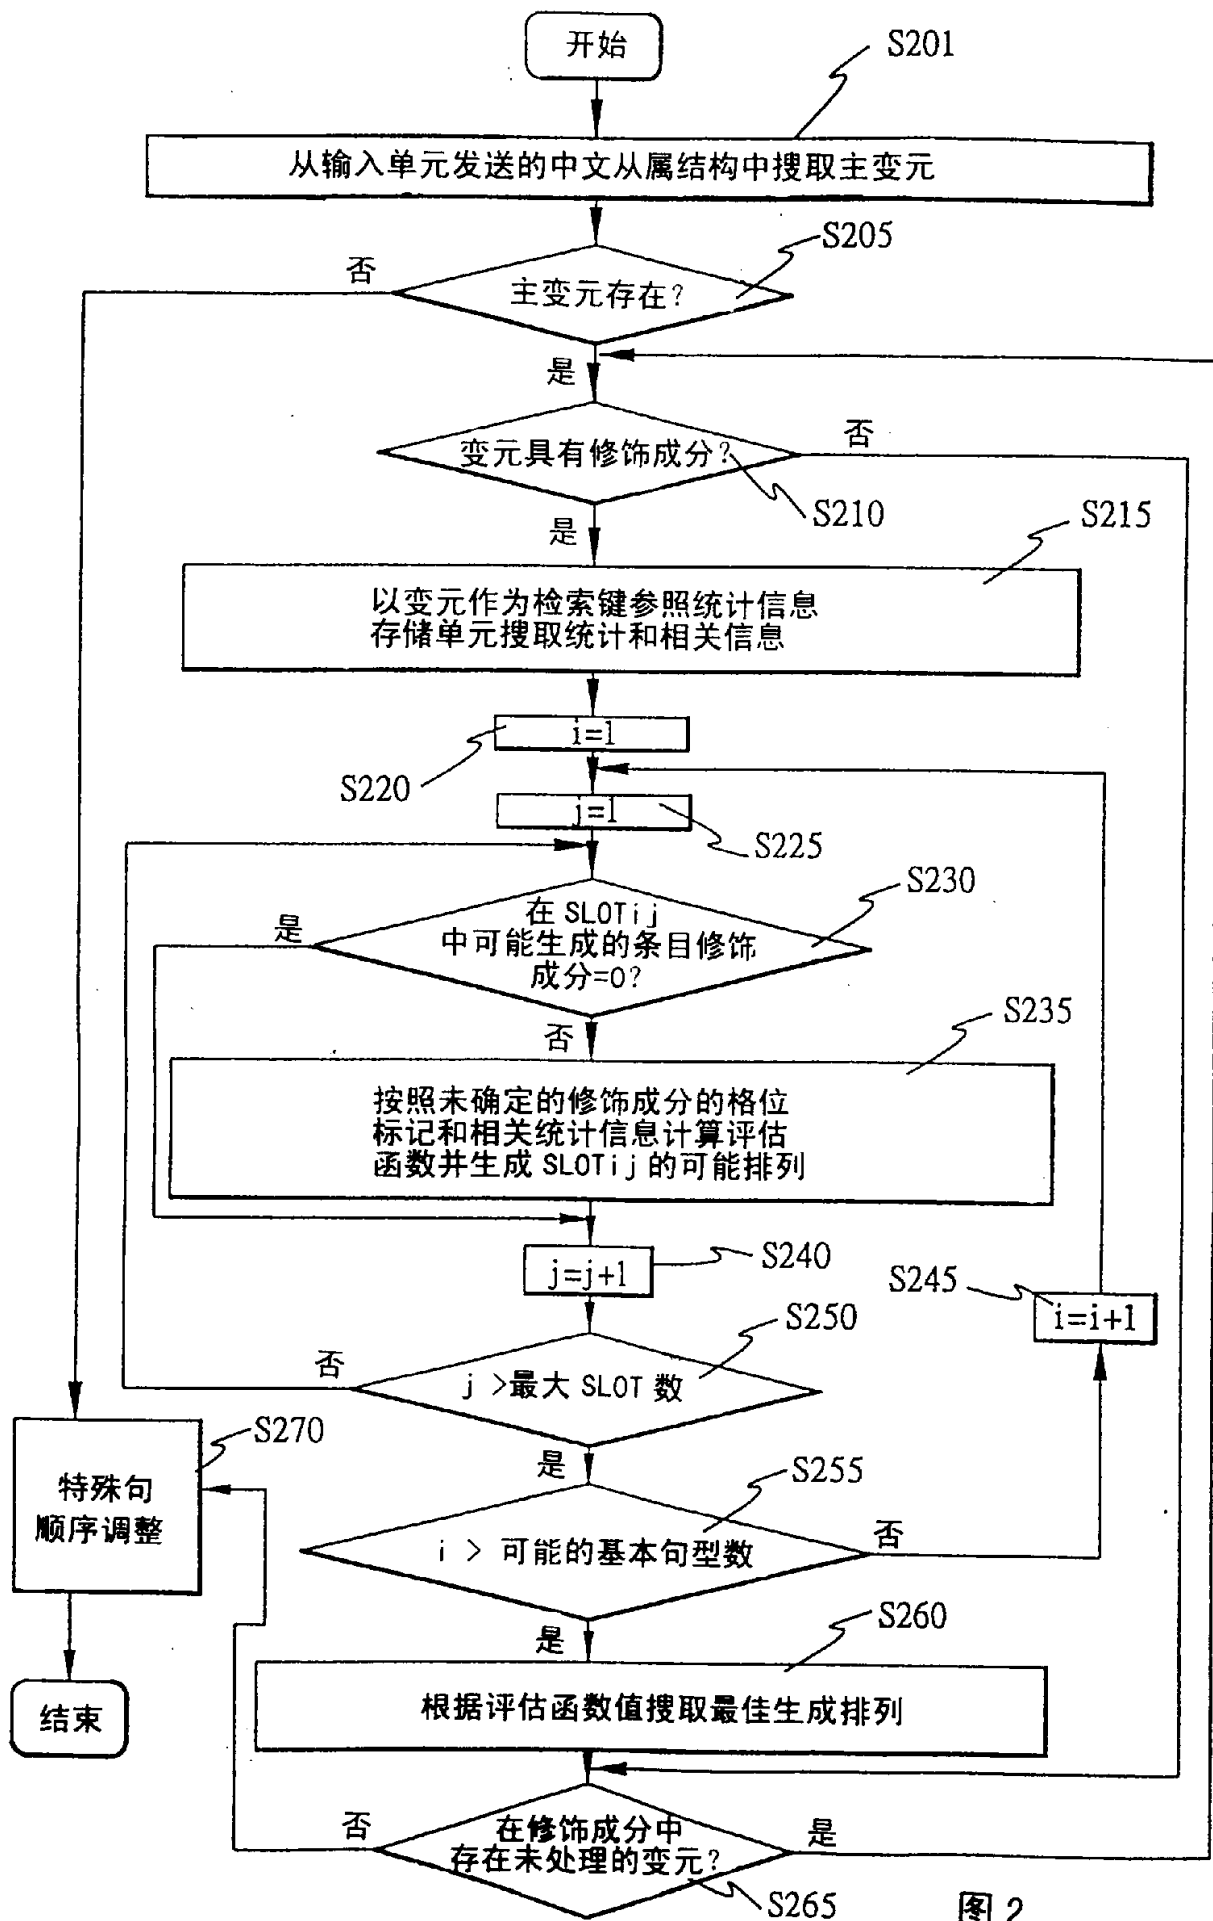 开始
S201
从输入单元发送的中文从属结构中搜取主变元
S205
否
主变元存在?
是
变元具有修饰成分?
否
S210
是
S215
以变元作为检索键参照统计信息
存储单元搜取统计和相关信息
i=1
S220
j=1
S225
S230
是
在 SLOTij
中可能生成的条目修饰
成分=0?
否
S235
按照未确定的修饰成分的格位
标记和相关统计信息计算评估
函数并生成 SLOTij 的可能排列
j=j+1
S240
S245
i=i+1
S250
否
j >最大 SLOT 数
是
S270
特殊句
顺序调整
S255
i > 可能的基本句型数
否
是
S260
根据评估函数值搜取最佳生成排列
结束
否
在修饰成分中
存在未处理的变元?
是
S265
图 2